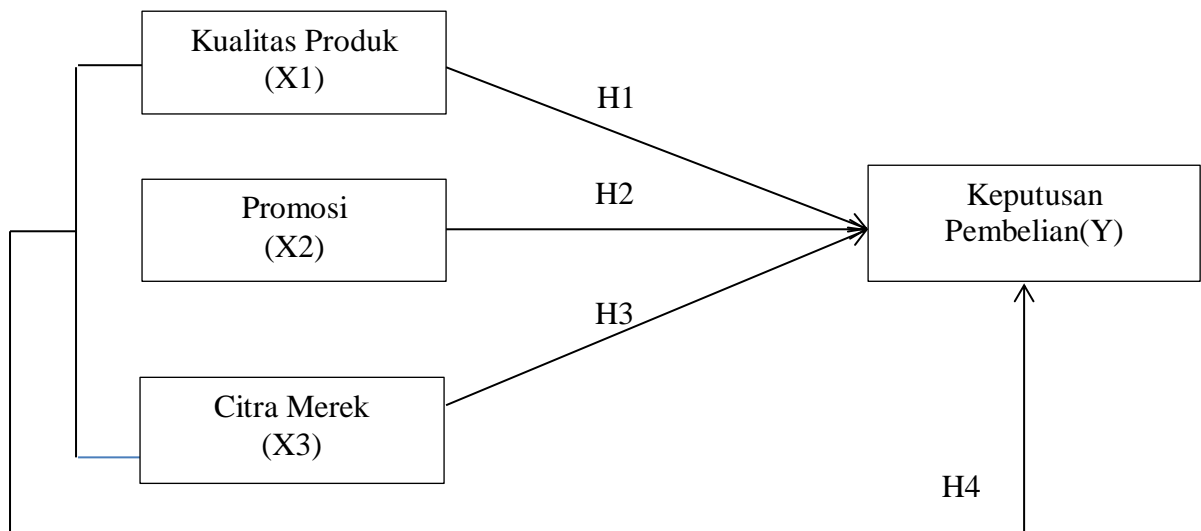 Kualitas Produk
(X1)
H1
Promosi
(X2)
H2
Keputusan
Pembelian(Y)
H3
Citra Merek
(X3)
H4